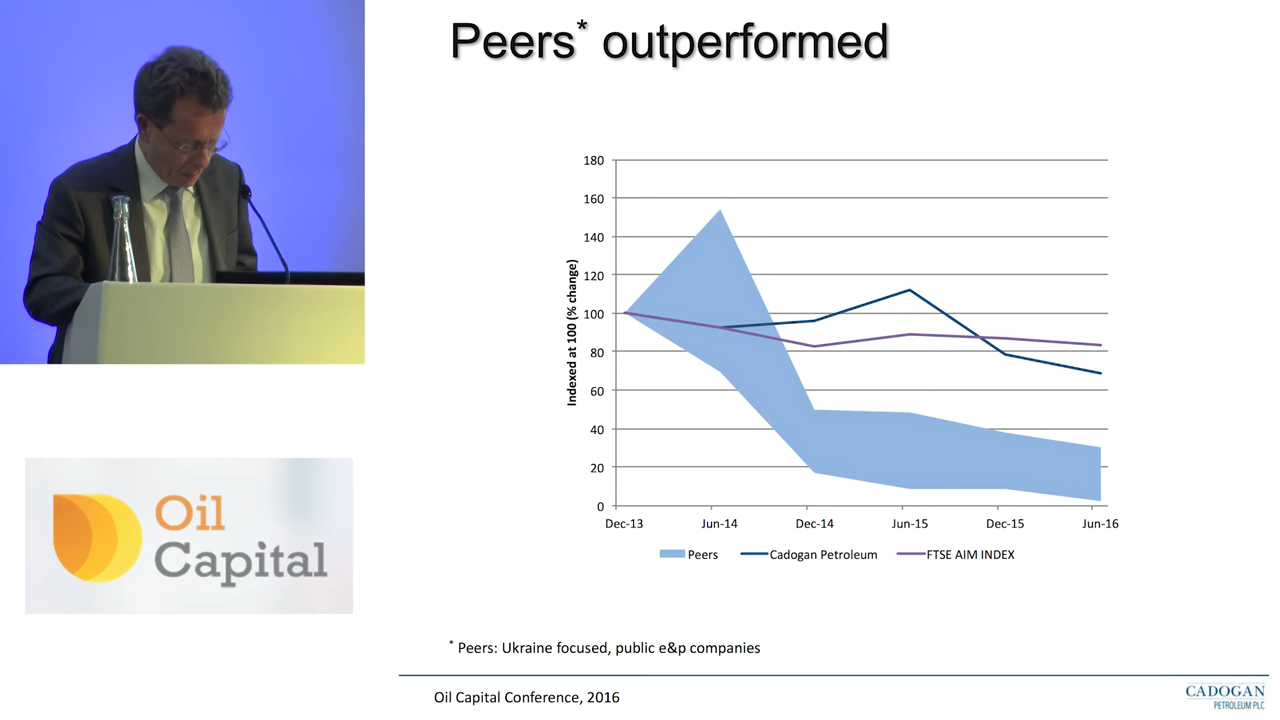 Peers* outperformed
180
160
140
120
100
80
60
40
20
0
Indexed at 100 (% change)
Dec-13 Jun-14 Dec-14 Jun-15 Dec-15 Jun-16
Peers Cadogan Petroleum FTSE AIM INDEX
Oil
Capital
* Peers: Ukraine focused, public e&p companies
Oil Capital Conference, 2016
CADOGAN
PETROLEUM PLC